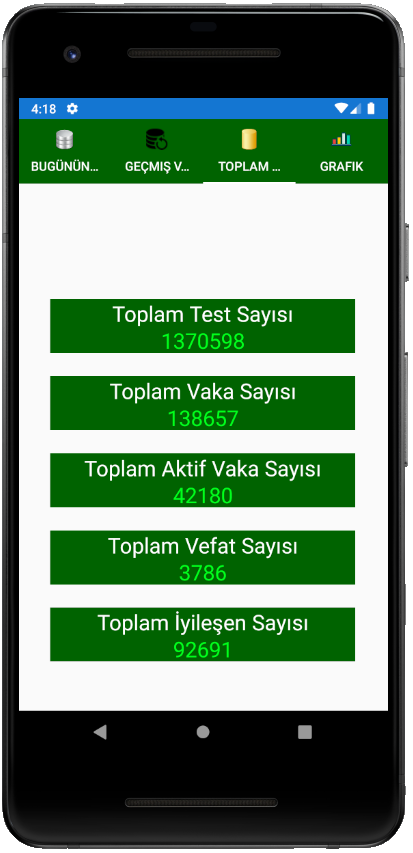 4:18
BUGÜNÜN...
GEÇMIŞ V...
TOPLAM ...
GRAFIK
Toplam Test Sayısı
1370598
Toplam Vaka Sayısı
138657
Toplam Aktif Vaka Sayısı
42180
Toplam Vefat Sayısı
3786
Toplam İyileşen Sayısı
92691